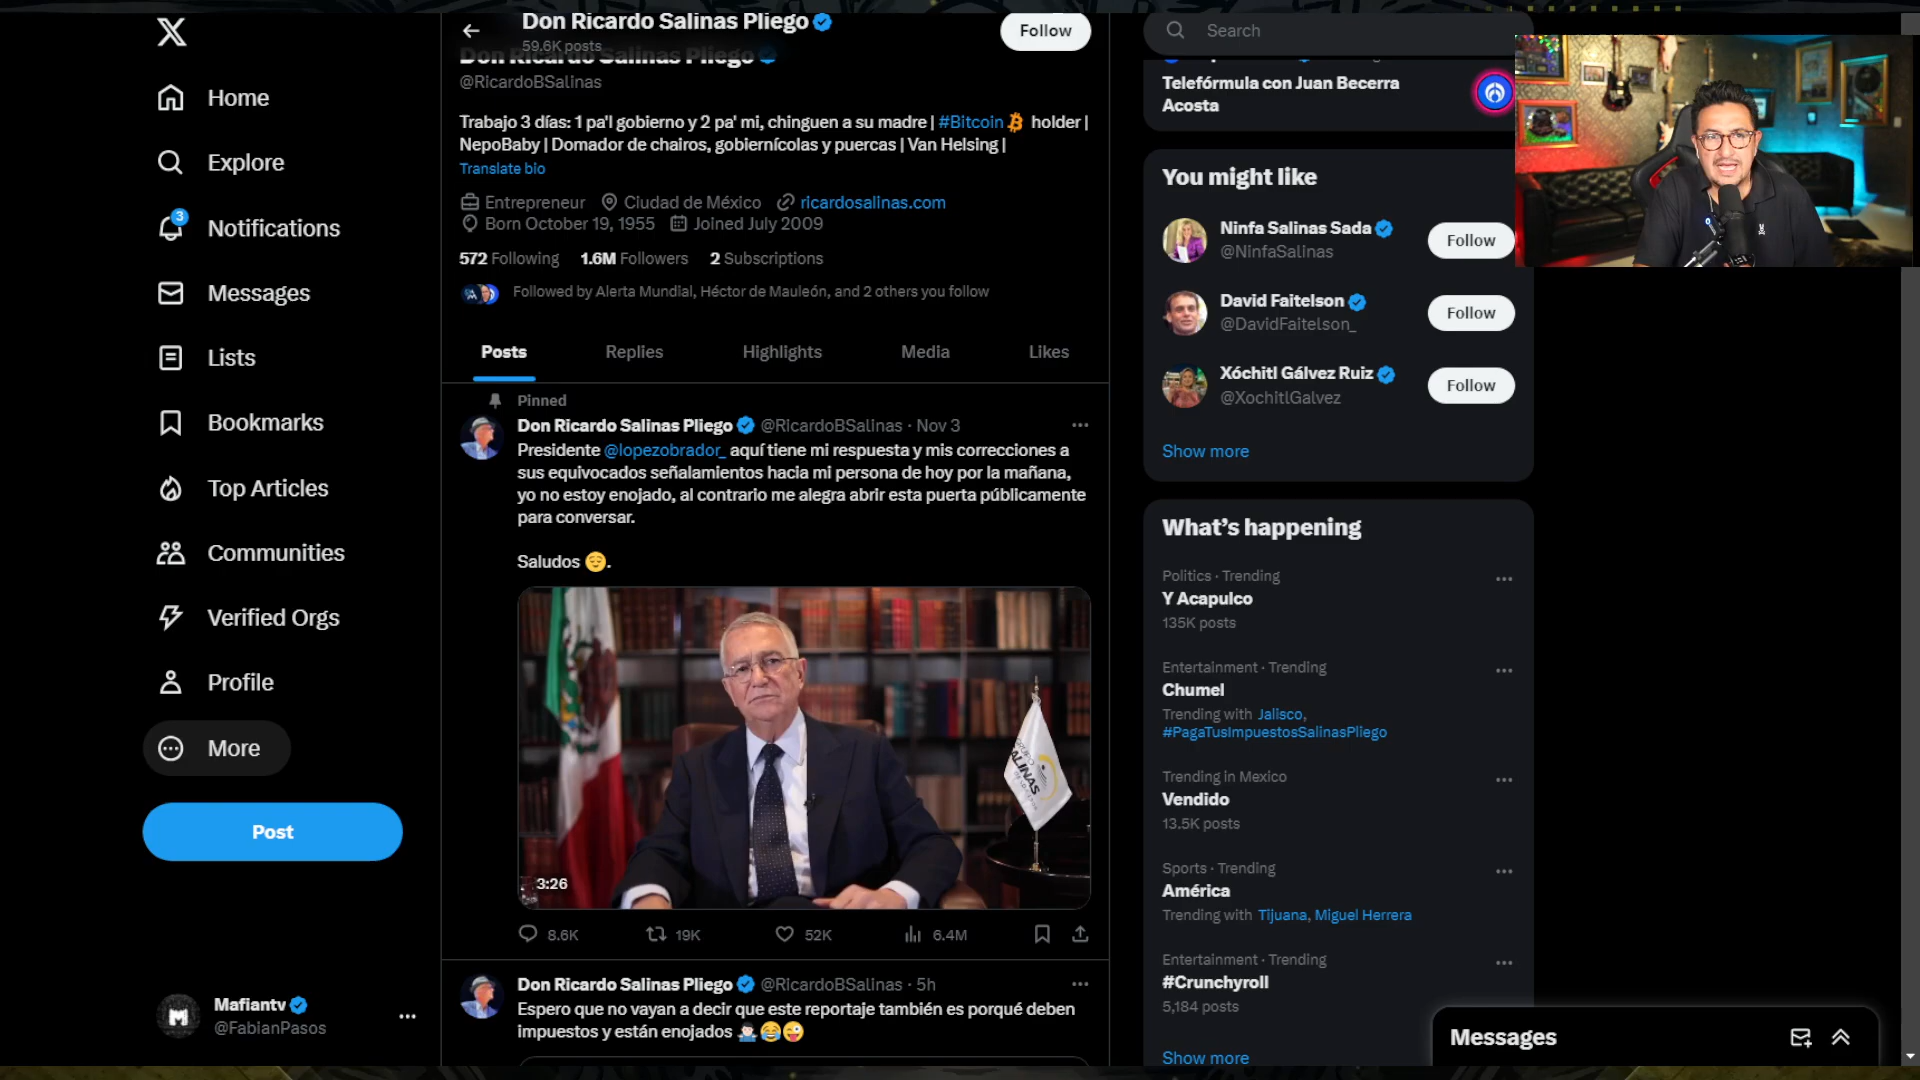 Home
Explore
3
Notifications
Messages
Lists
Bookmarks
Top Articles
Communities
Verified Orgs
Profile
More
Post
Mafiantv
@FabianPasos
Don Ricardo Salinas Pliego
59.6K posts
Follow
Don Ricardo Salinas Pliego
@RicardoBSalinas
Trabajo 3 días: 1 pa'l gobierno y 2 pa' mi, chinguen a su madre | #Bitcoin holder |
NepoBaby | Domador de chairos, gobiernícolas y puercas | Van Helsing |
Translate bio
Entrepreneur Ciudad de México ricardosalinas.com
Born October 19, 1955 Joined July 2009
572 Following 1.6M Followers 2 Subscriptions
Followed by Alerta Mundial, Héctor de Mauleón, and 2 others you follow
Posts Replies Highlights Media Likes
Pinned
Don Ricardo Salinas Pliego @RicardoBSalinas · Nov 3
Presidente @lopezobrador_ aquí tiene mi respuesta y mis correcciones a
sus equivocados señalamientos hacia mi persona de hoy por la mañana,
yo no estoy enojado, al contrario me alegra abrir esta puerta públicamente
para conversar.
Saludos 😌.
SALINAS
3:26
8.6K 19K 52K 6.4M
Don Ricardo Salinas Pliego @RicardoBSalinas · 5h
Espero que no vayan a decir que este reportaje también es porqué deben
impuestos y están enojados 🤷🏻‍♂️😂😜
Search
Telefórmula con Juan Becerra
Acosta
You might like
Ninfa Salinas Sada
@NinfaSalinas
Follow
David Faitelson
@DavidFaitelson_
Follow
Xóchitl Gálvez Ruiz
@XochitlGalvez
Follow
Show more
What's happening
Politics · Trending
Y Acapulco
135K posts
Entertainment · Trending
Chumel
Trending with Jalisco,
#PagaTusImpuestosSalinasPliego
Trending in Mexico
Vendido
13.5K posts
Sports · Trending
América
Trending with Tijuana, Miguel Herrera
Entertainment · Trending
#Crunchyroll
5,184 posts
Show more
Messages